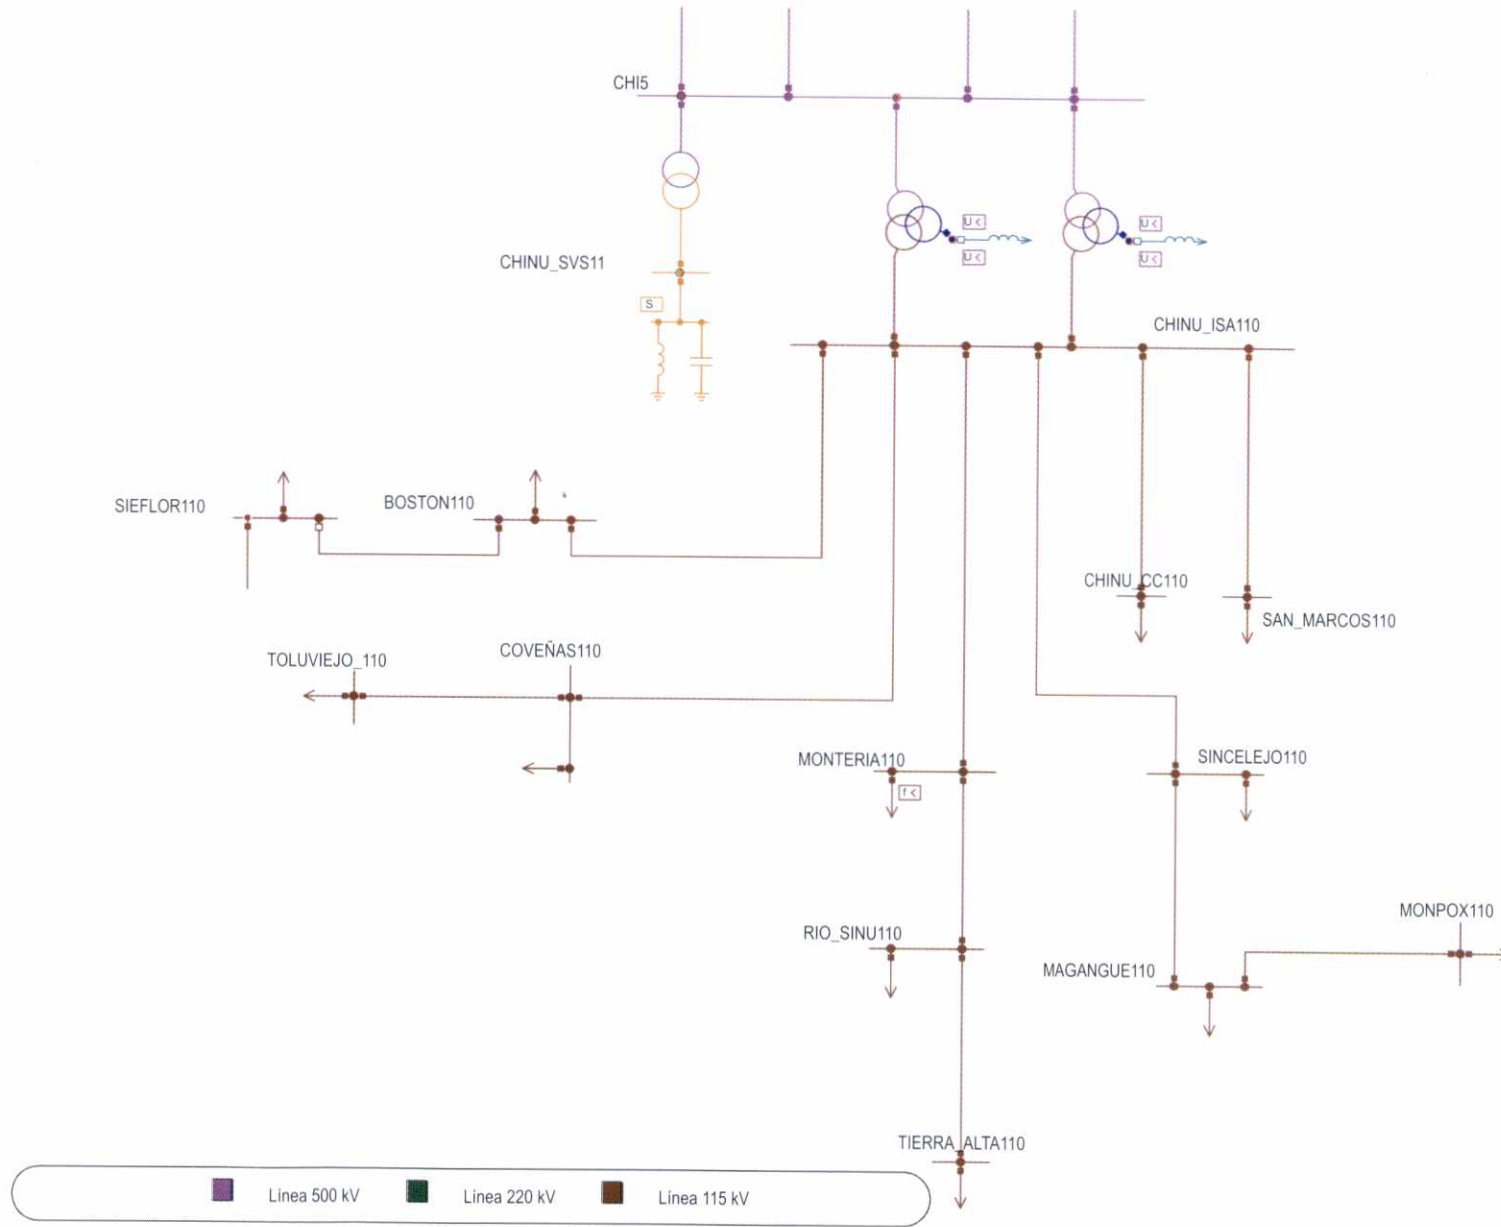 CHI5
U <
U <
U <
U <
CHINU_SVS11
S
CHINU_ISA110
SIEFLOR110
BOSTON110
CHINU_CC110
SAN_MARCOS110
TOLUVIEJO_110
COVEÑAS110
MONTERIA110
f <
SINCELEJO110
RIO_SINU110
MAGANGUE110
MONPOX110
TIERRA_ALTA110
Línea 500 kV
Línea 220 kV
Línea 115 kV